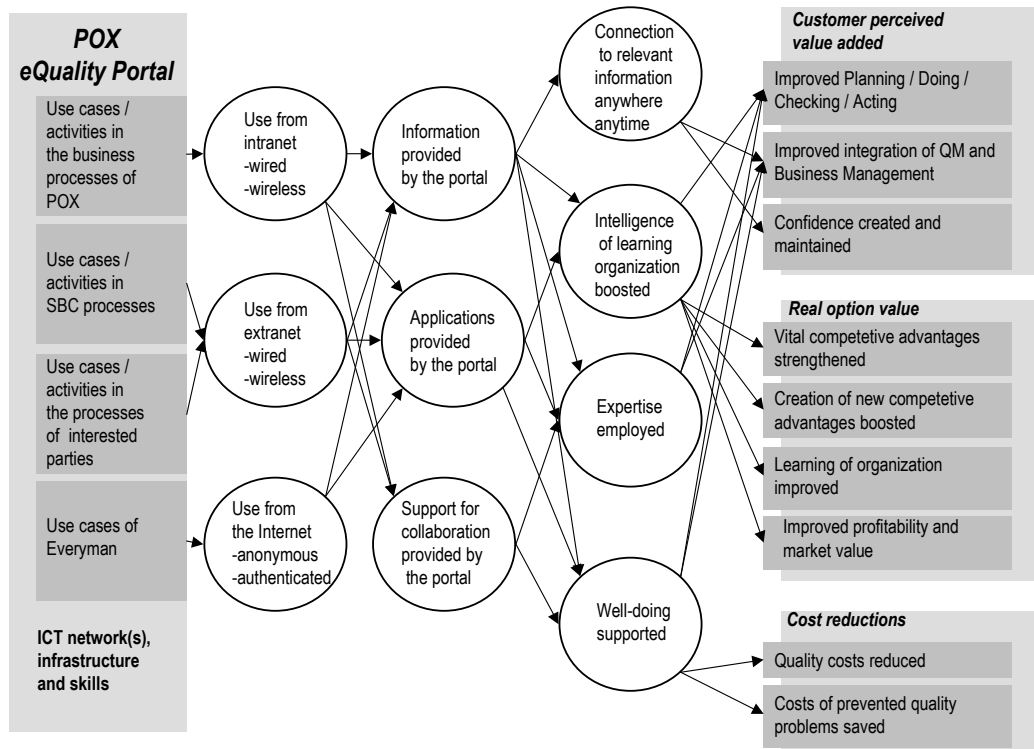 POX
eQuality Portal
Use cases /
activities in
the business
processes of
POX
Use cases /
activities in
SBC processes
Use cases /
activities in
the processes
of interested
parties
Use cases of
Everyman
ICT network(s),
infrastructure
and skills
Use from
intranet
-wired
-wireless
Use from
extranet
-wired
-wireless
Use from
the Internet
-anonymous
-authenticated
Information
provided
by the portal
Applications
provided
by the portal
Support for
collaboration
provided by
the portal
Connection
to relevant
information
anywhere
anytime
Intelligence
of learning
organization
boosted
Expertise
employed
Well-doing
supported
Customer perceived
value added
Improved Planning / Doing /
Checking / Acting
Improved integration of QM and
Business Management
Confidence created and
maintained
Real option value
Vital competetive advantages
strengthened
Creation of new competetive
advantages boosted
Learning of organization
improved
Improved profitability and
market value
Cost reductions
Quality costs reduced
Costs of prevented quality
problems saved